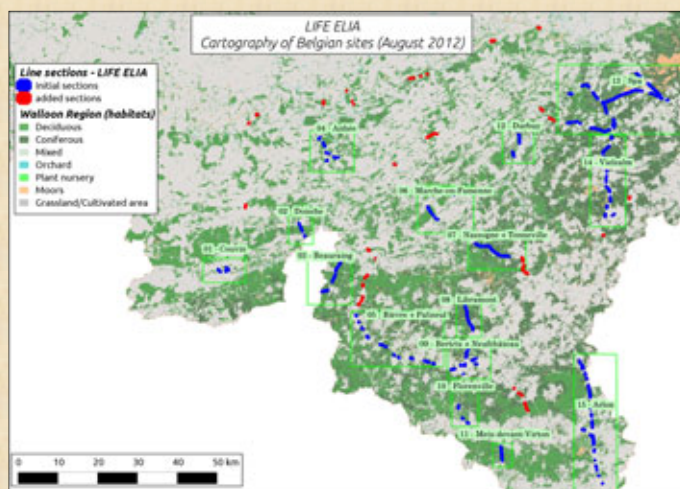 LIFE ELIA
Cartography of Belgian sites (August 2012)
Line sections - LIFE ELIA
Initial sections
added sections
Walloon Region (habitats)
Deciduous
Coniferous
Mixed
Orchard
Plant nursery
Moors
Grassland/Cultivated area
12 - Spa
13 - Durbuy
14 - Vielsalm
06 - Marche-en-Famenne
02 - Doische
07 - Nassogne e Tenneville
01 - Couvin
03 - Beauraing
08 - Libramont
05 - Bièvre e Paliseul
09 - Bertrix e Neufchâteau
10 - Florenville
15 - Arlon
11 - Meix-devant-Virton
0 10 20 30 40 50 km